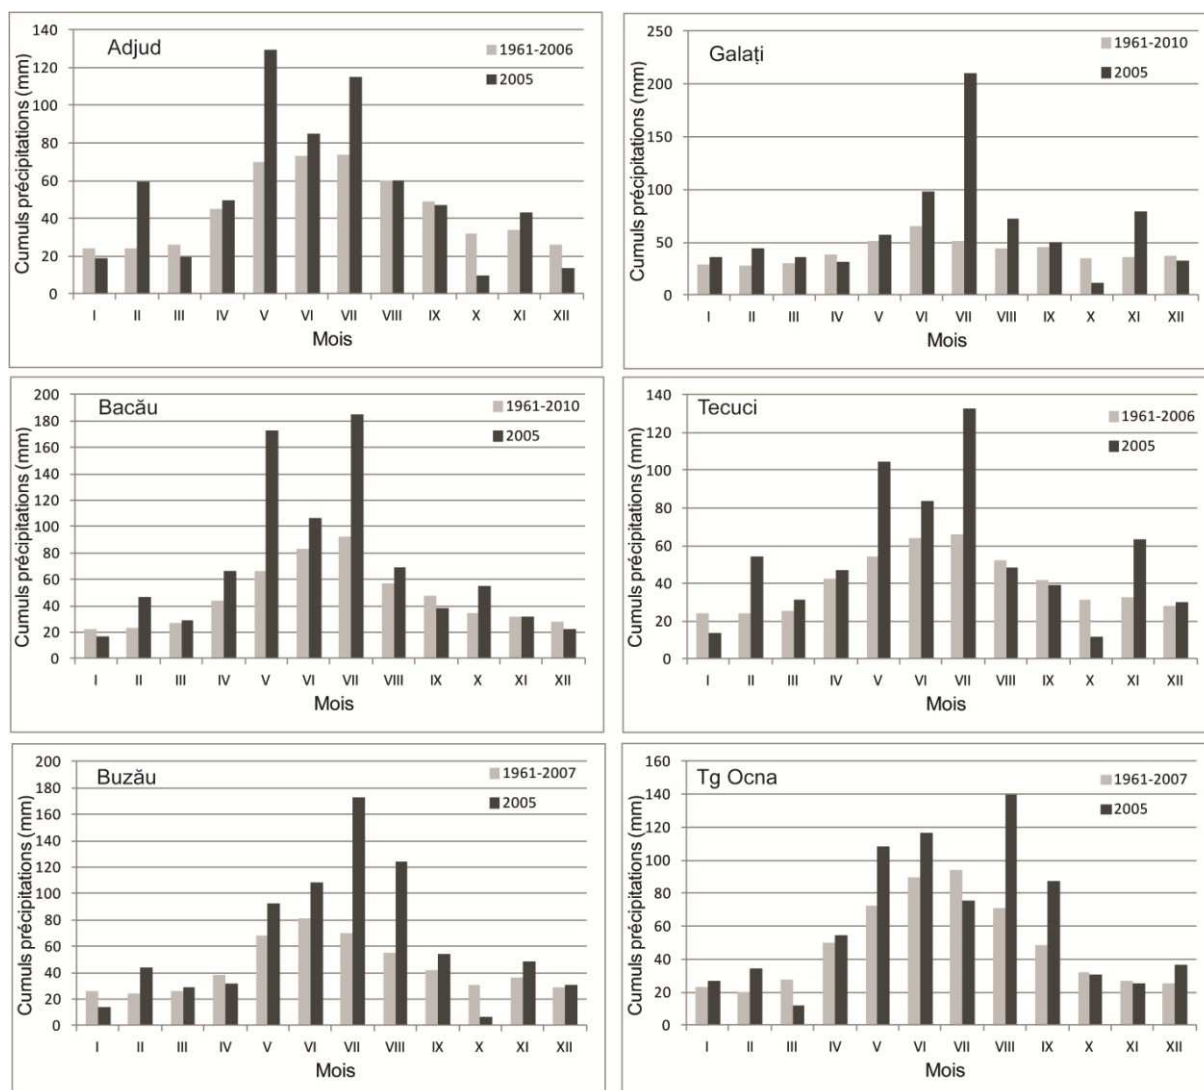 Adjud
1961-2006
2005
Cumuls précipitations (mm)
140
120
100
80
60
40
20
0
I II III IV V VI VII VIII IX X XI XII
Mois
Galați
1961-2010
2005
Cumuls précipitations (mm)
250
200
150
100
50
0
I II III IV V VI VII VIII IX X XI XII
Mois
Bacău
1961-2010
2005
Cumuls précipitations (mm)
200
180
160
140
120
100
80
60
40
20
0
I II III IV V VI VII VIII IX X XI XII
Mois
Tecuci
1961-2006
2005
Cumuls précipitations (mm)
140
120
100
80
60
40
20
0
I II III IV V VI VII VIII IX X XI XII
Mois
Buzău
1961-2007
2005
Cumuls précipitations (mm)
200
180
160
140
120
100
80
60
40
20
0
I II III IV V VI VII VIII IX X XI XII
Mois
Tg Ocna
1961-2007
2005
Cumuls précipitations (mm)
160
140
120
100
80
60
40
20
0
I II III IV V VI VII VIII IX X XI XII
Mois